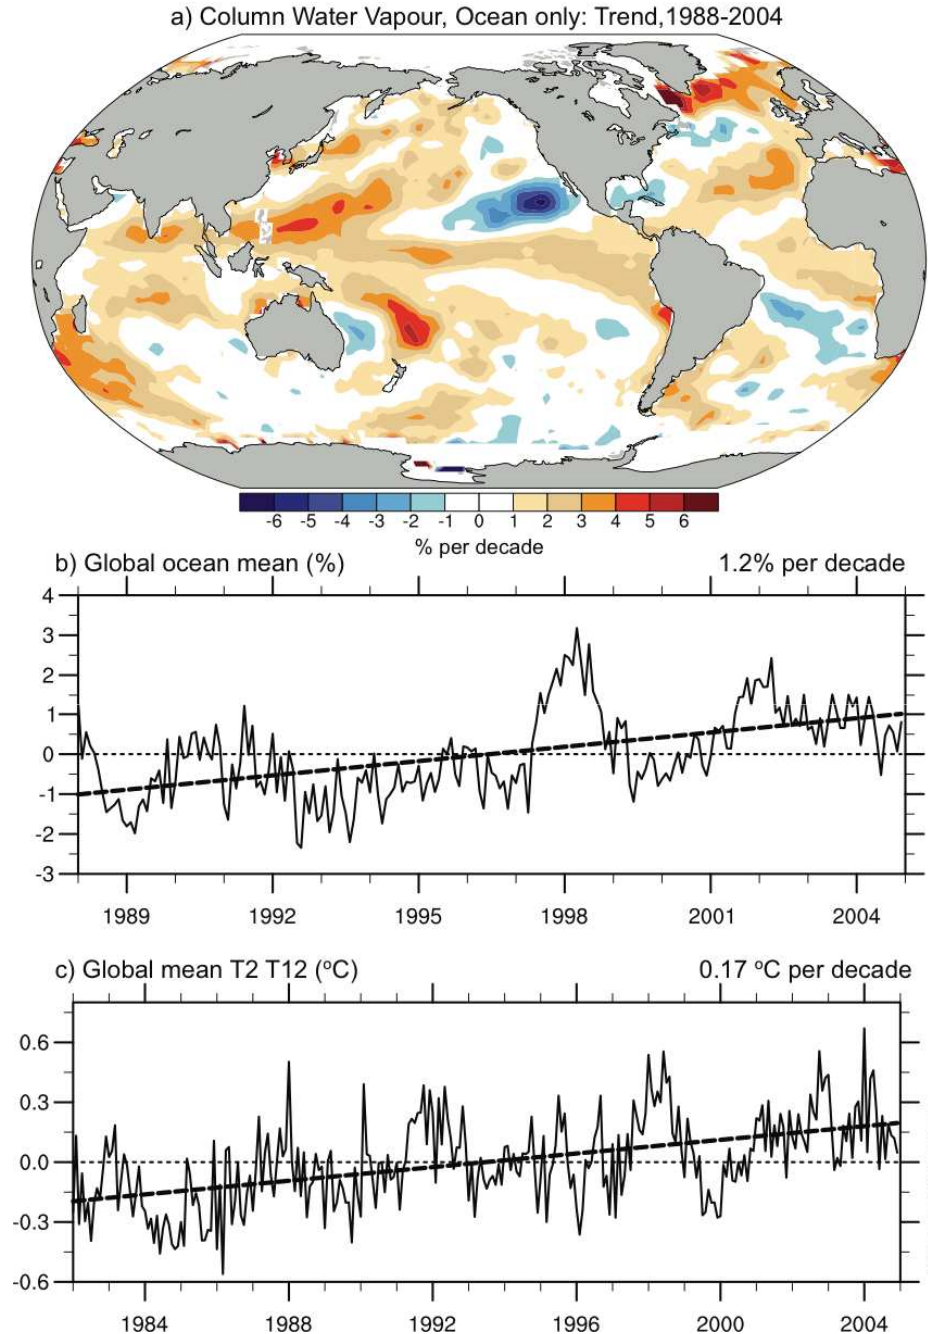 a) Column Water Vapour, Ocean only: Trend,1988-2004
-6 -5 -4 -3 -2 -1 0 1 2 3 4 5 6
% per decade
b) Global ocean mean (%) 1.2% per decade
4
3
2
1
0
-1
-2
-3
1989 1992 1995 1998 2001 2004
c) Global mean T2 T12 (ºC) 0.17 ºC per decade
0.6
0.3
0.0
-0.3
-0.6
1984 1988 1992 1996 2000 2004